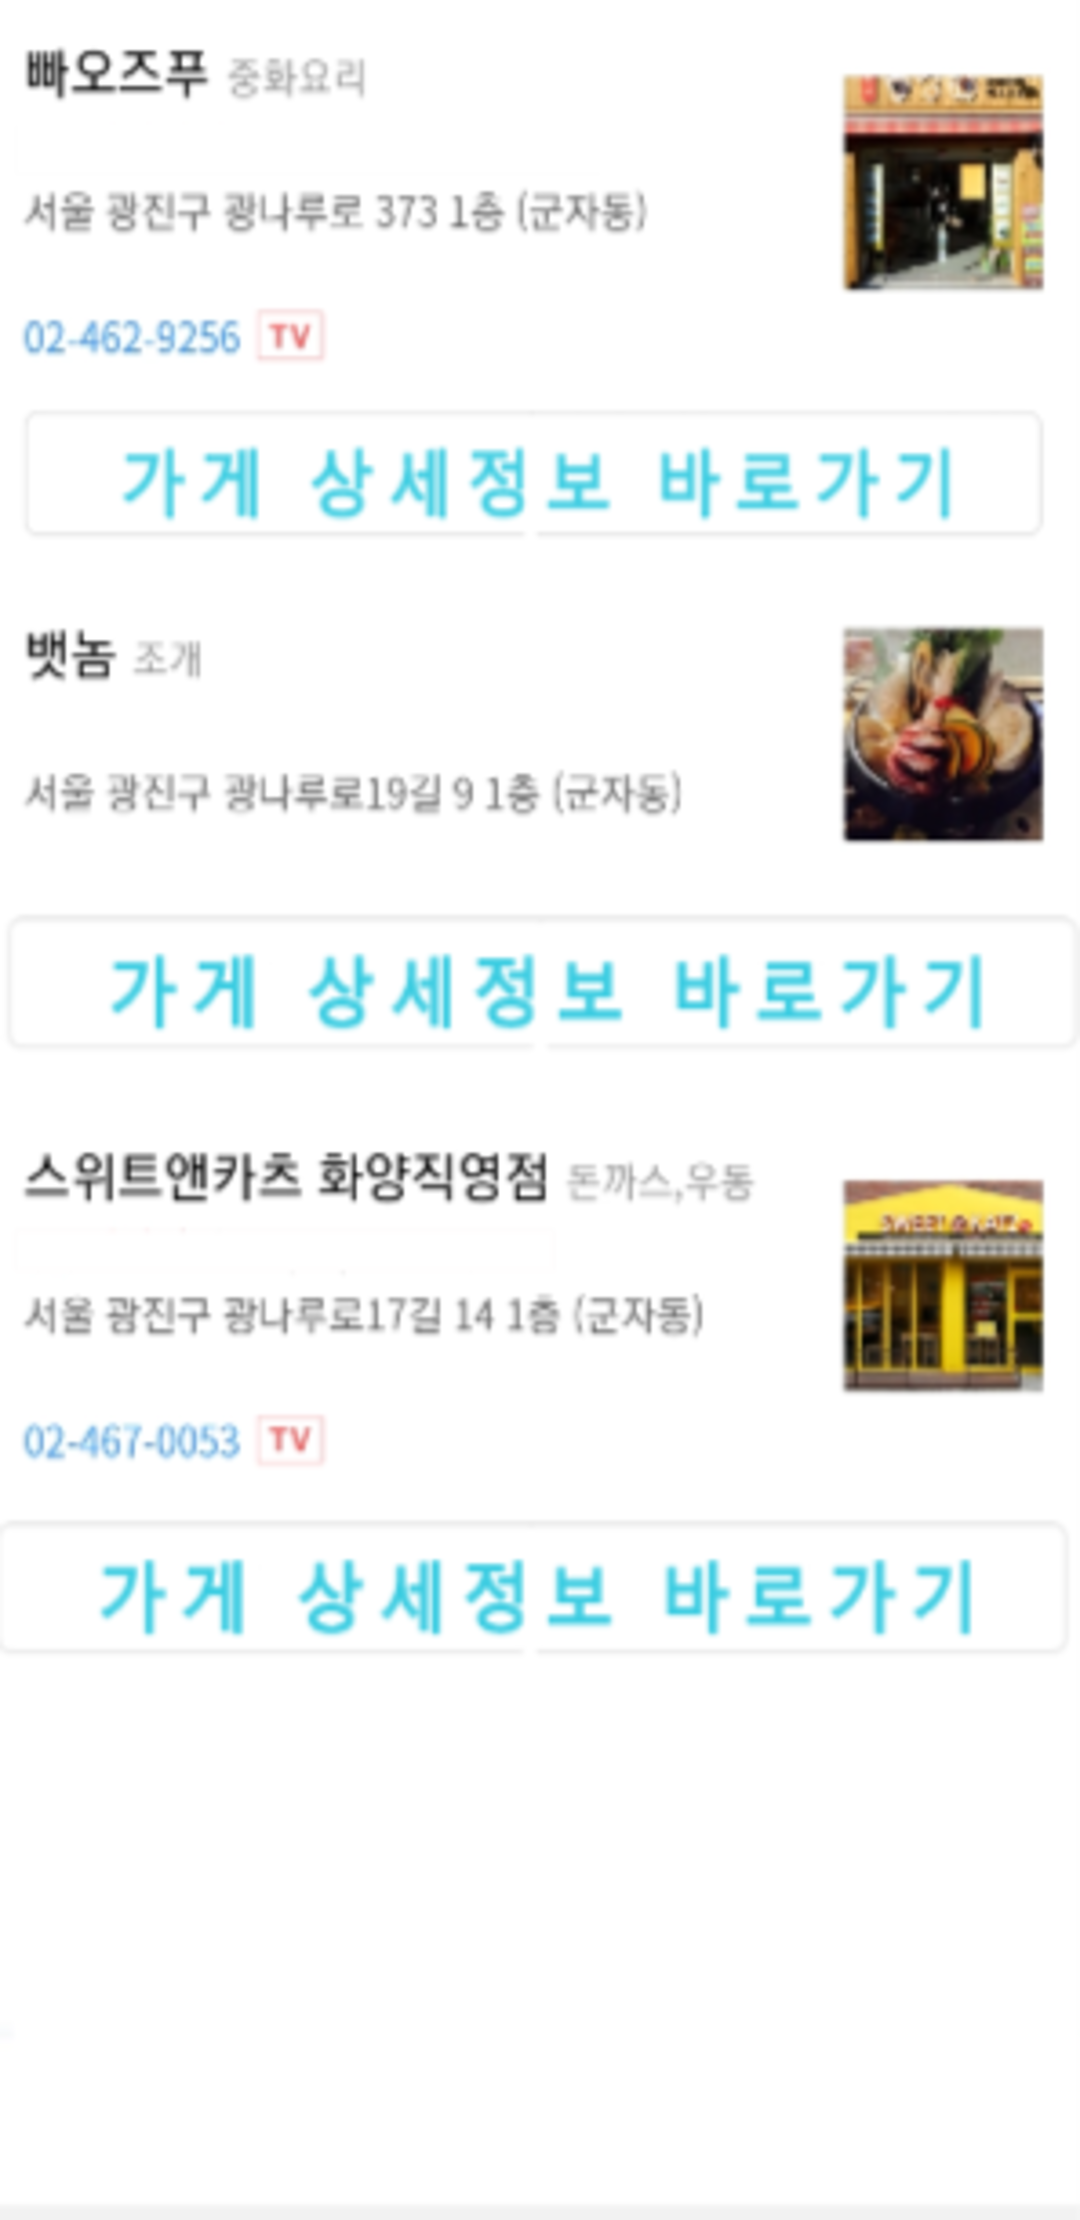 빠오즈푸 중화요리
서울 광진구 광나루로 373 1층 (군자동)
02-462-9256 TV
가게 상세정보 바로가기
뱃놈 조개
서울 광진구 광나루로19길 9 1층 (군자동)
가게 상세정보 바로가기
스위트앤카츠 화양직영점 돈까스,우동
서울 광진구 광나루로17길 14 1층 (군자동)
02-467-0053 TV
가게 상세정보 바로가기